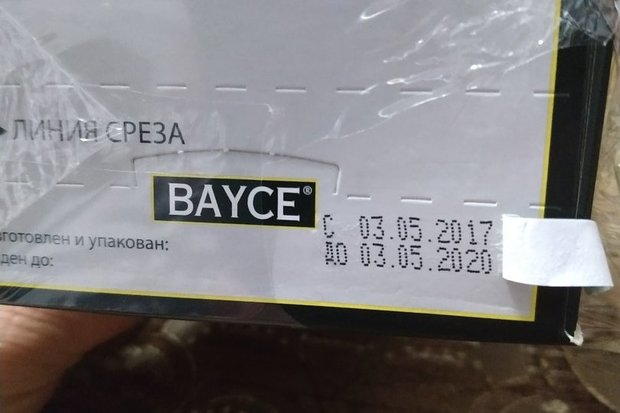 ЛИНИЯ СРЕЗА
BAYCE®
зготовлен и упакован:
ден до:
С 03.05.2017
ДО 03.05.2020